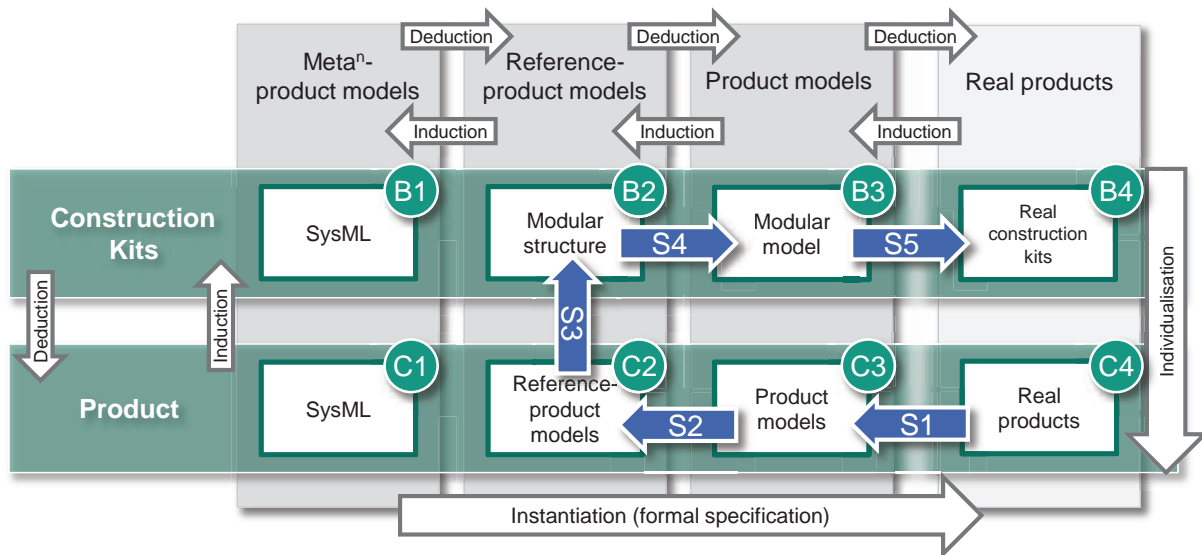 Deduction
Deduction
Deduction
Metaⁿ-
product models
Reference-
product models
Product models
Real products
Induction
Induction
Induction
Construction
Kits
B1
SysML
B2
Modular
structure
S4
B3
Modular
model
S5
B4
Real
construction
kits
Deduction
Induction
S3
Individualisation
Product
C1
SysML
C2
Reference-
product
models
S2
C3
Product
models
S1
C4
Real
products
Instantiation (formal specification)